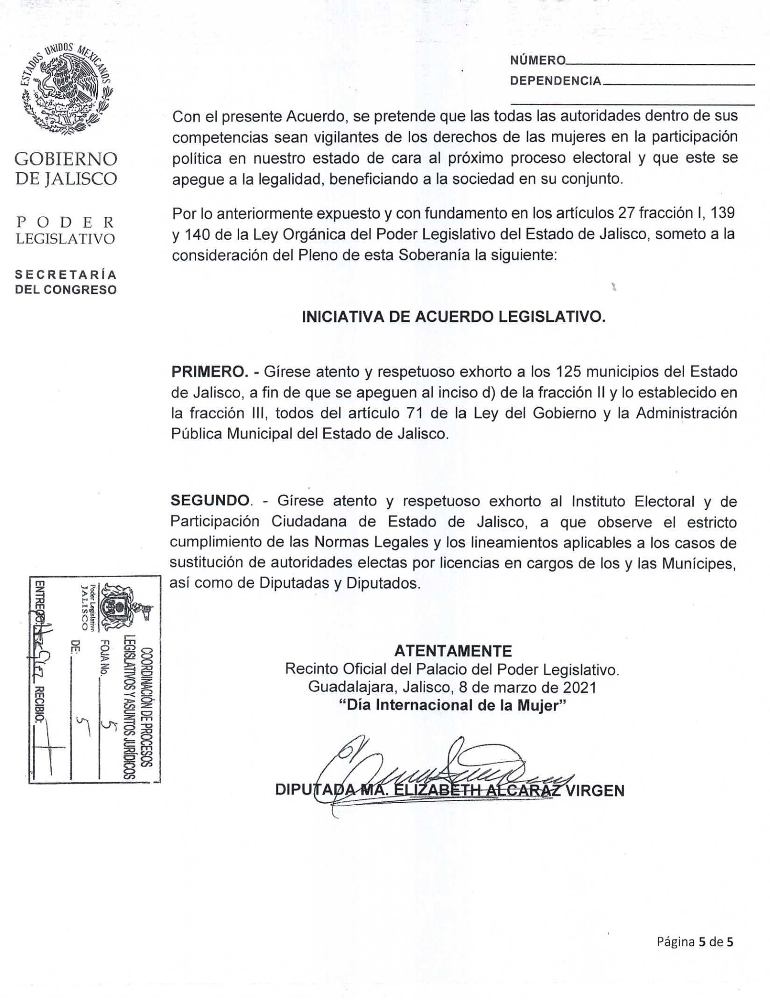 ESTADOS UNIDOS MEXICANOS
GOBIERNO
DE JALISCO
PODER
LEGISLATIVO
SECRETARÍA
DEL CONGRESO
NÚMERO
DEPENDENCIA
Con el presente Acuerdo, se pretende que las todas las autoridades dentro de sus
competencias sean vigilantes de los derechos de las mujeres en la participación
política en nuestro estado de cara al próximo proceso electoral y que este se
apegue a la legalidad, beneficiando a la sociedad en su conjunto.
Por lo anteriormente expuesto y con fundamento en los artículos 27 fracción I, 139
y 140 de la Ley Orgánica del Poder Legislativo del Estado de Jalisco, someto a la
consideración del Pleno de esta Soberanía la siguiente:
INICIATIVA DE ACUERDO LEGISLATIVO.
PRIMERO. - Gírese atento y respetuoso exhorto a los 125 municipios del Estado
de Jalisco, a fin de que se apeguen al inciso d) de la fracción II y lo establecido en
la fracción III, todos del artículo 71 de la Ley del Gobierno y la Administración
Pública Municipal del Estado de Jalisco.
SEGUNDO. - Gírese atento y respetuoso exhorto al Instituto Electoral y de
Participación Ciudadana de Estado de Jalisco, a que observe el estricto
cumplimiento de las Normas Legales y los lineamientos aplicables a los casos de
sustitución de autoridades electas por licencias en cargos de los y las Munícipes,
así como de Diputadas y Diputados.
COORDINACIÓN DE PROCESOS
LEGISLATIVOS Y ASUNTOS JURÍDICOS
Poder Legislativo
JALISCO
FOJA No. 5
DE: 5
ENTREGO: RECIBIO:
ATENTAMENTE
Recinto Oficial del Palacio del Poder Legislativo.
Guadalajara, Jalisco, 8 de marzo de 2021
“Día Internacional de la Mujer”
DIPUTADA MA. ELIZABETH ALCARAZ VIRGEN
Página 5 de 5